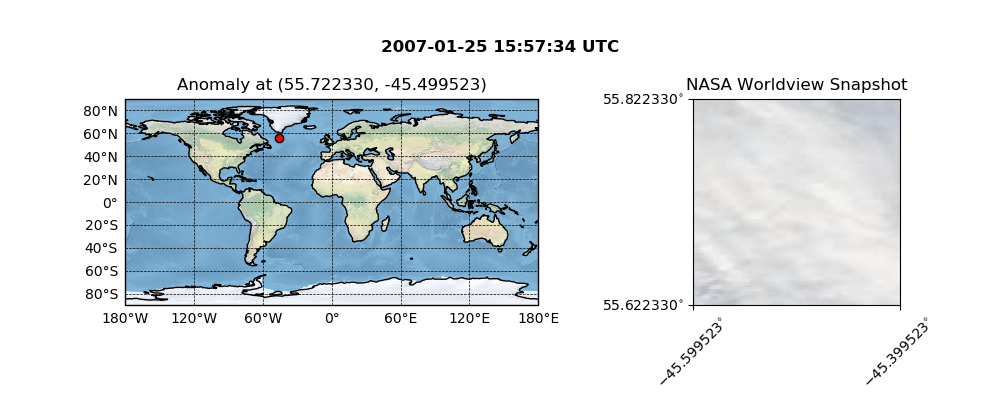 2007-01-25 15:57:34 UTC
Anomaly at (55.722330, -45.499523)
80°N
60°N
40°N
20°N
0°
20°S
40°S
60°S
80°S
180°W 120°W 60°W 0° 60°E 120°E 180°E
NASA Worldview Snapshot
55.822330°
55.622330°
−45.599523°
−45.399523°